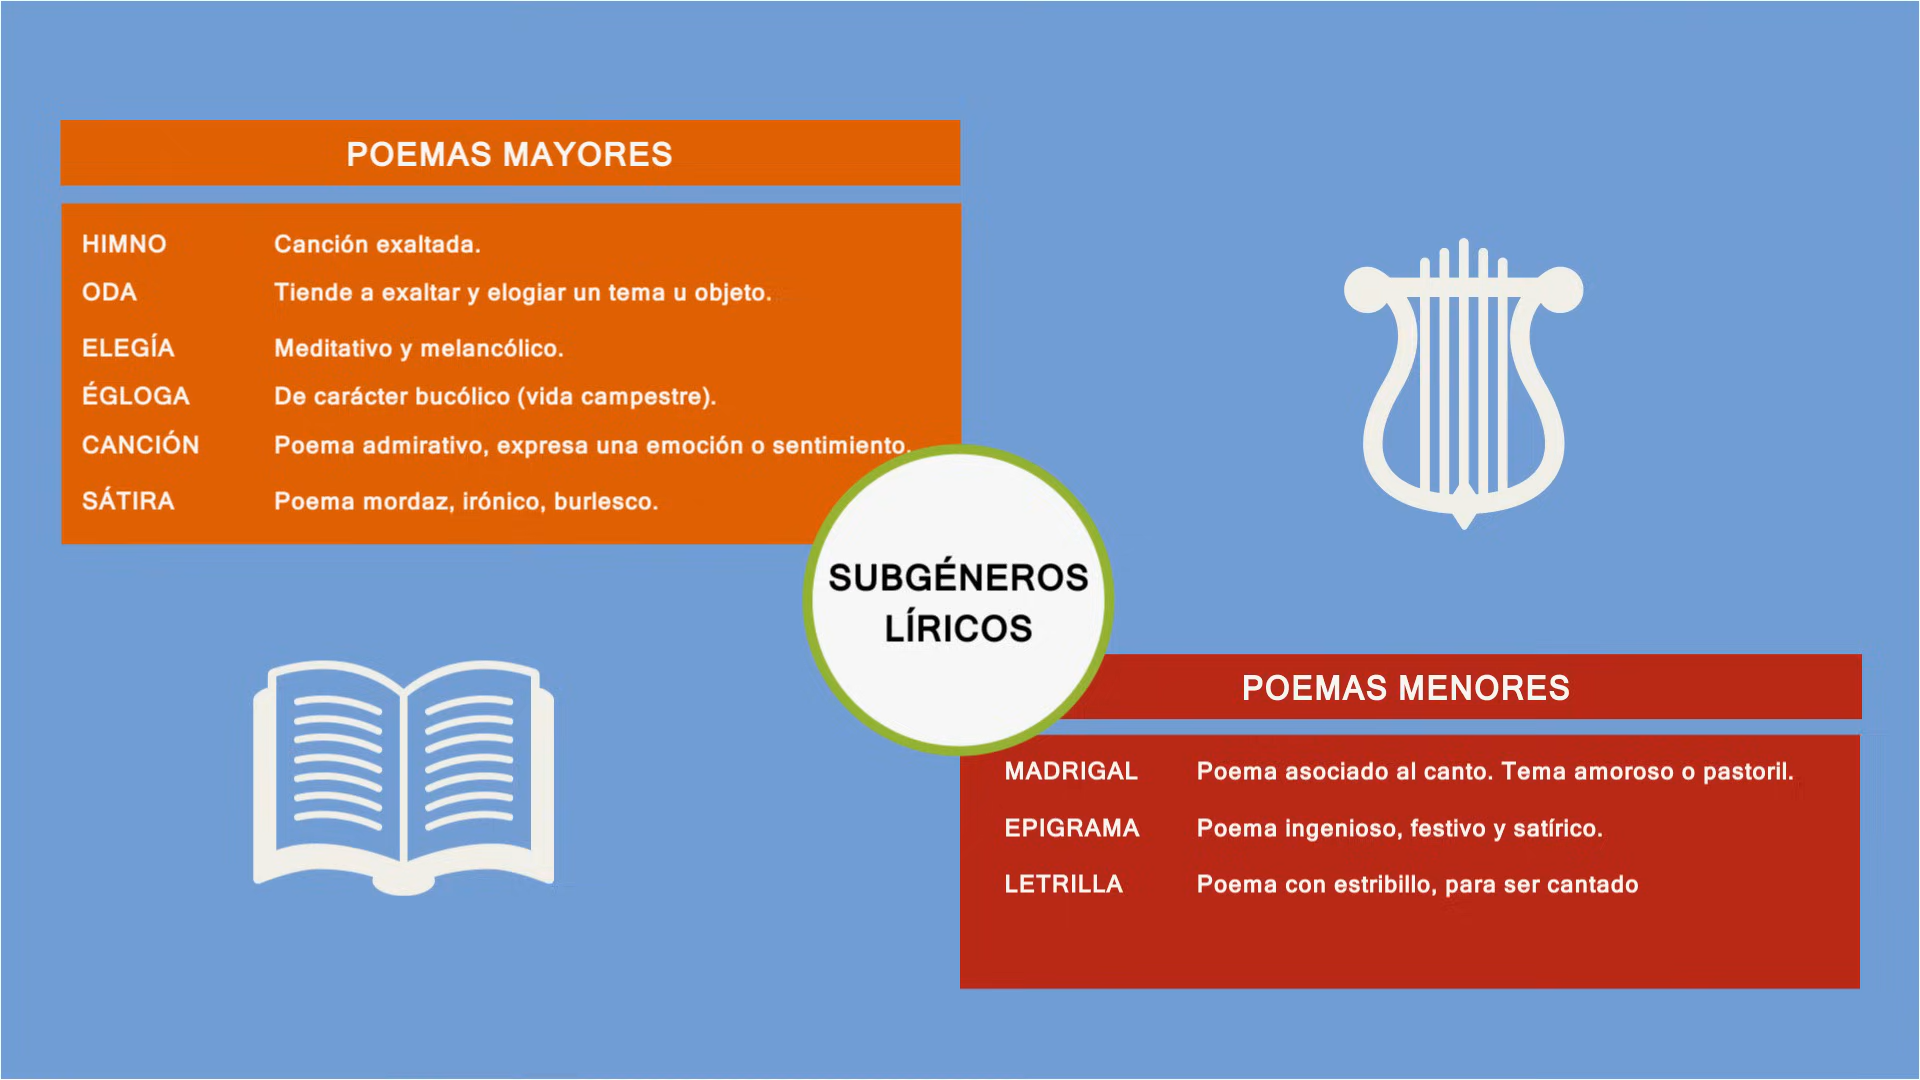 POEMAS MAYORES
HIMNO Canción exaltada.
ODA Tiende a exaltar y elogiar un tema u objeto.
ELEGÍA Meditativo y melancólico.
ÉGLOGA De carácter bucólico (vida campestre).
CANCIÓN Poema admirativo, expresa una emoción o sentimiento.
SÁTIRA Poema mordaz, irónico, burlesco.
SUBGÉNEROS
LÍRICOS
POEMAS MENORES
MADRIGAL Poema asociado al canto. Tema amoroso o pastoril.
EPIGRAMA Poema ingenioso, festivo y satírico.
LETRILLA Poema con estribillo, para ser cantado